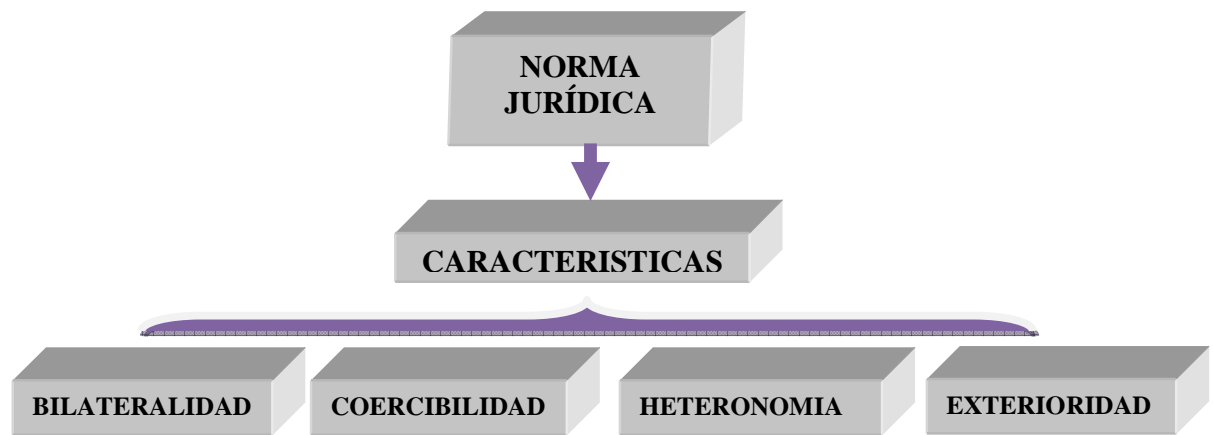 NORMA
JURÍDICA
CARACTERISTICAS
BILATERALIDAD
COERCIBILIDAD
HETERONOMIA
EXTERIORIDAD